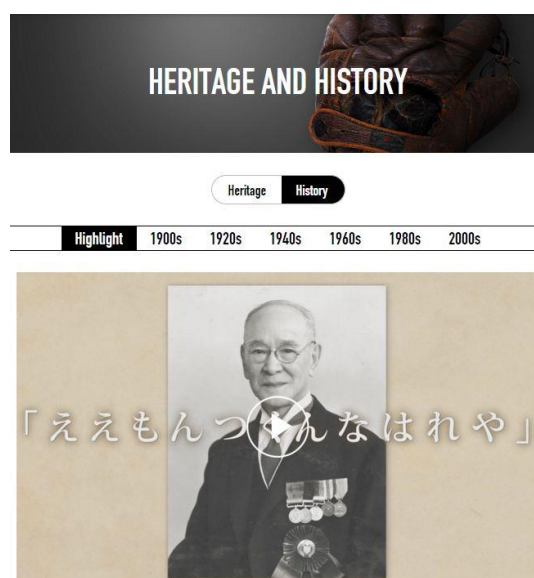 HERITAGE AND HISTORY
Heritage History
Highlight 1900s 1920s 1940s 1960s 1980s 2000s
「ええもんつくんなはれや」